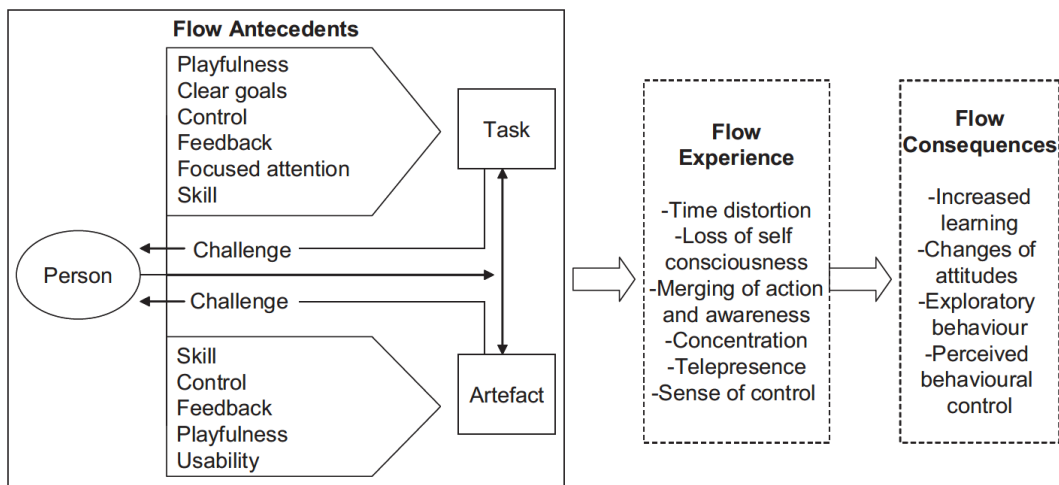 Flow Antecedents
Playfulness
Clear goals
Control
Feedback
Focused attention
Skill
Task
Challenge
Person
Challenge
Skill
Control
Feedback
Playfulness
Usability
Artefact
Flow
Experience
-Time distortion
-Loss of self
consciousness
-Merging of action
and awareness
-Concentration
-Telepresence
-Sense of control
Flow
Consequences
-Increased
learning
-Changes of
attitudes
-Exploratory
behaviour
-Perceived
behavioural
control